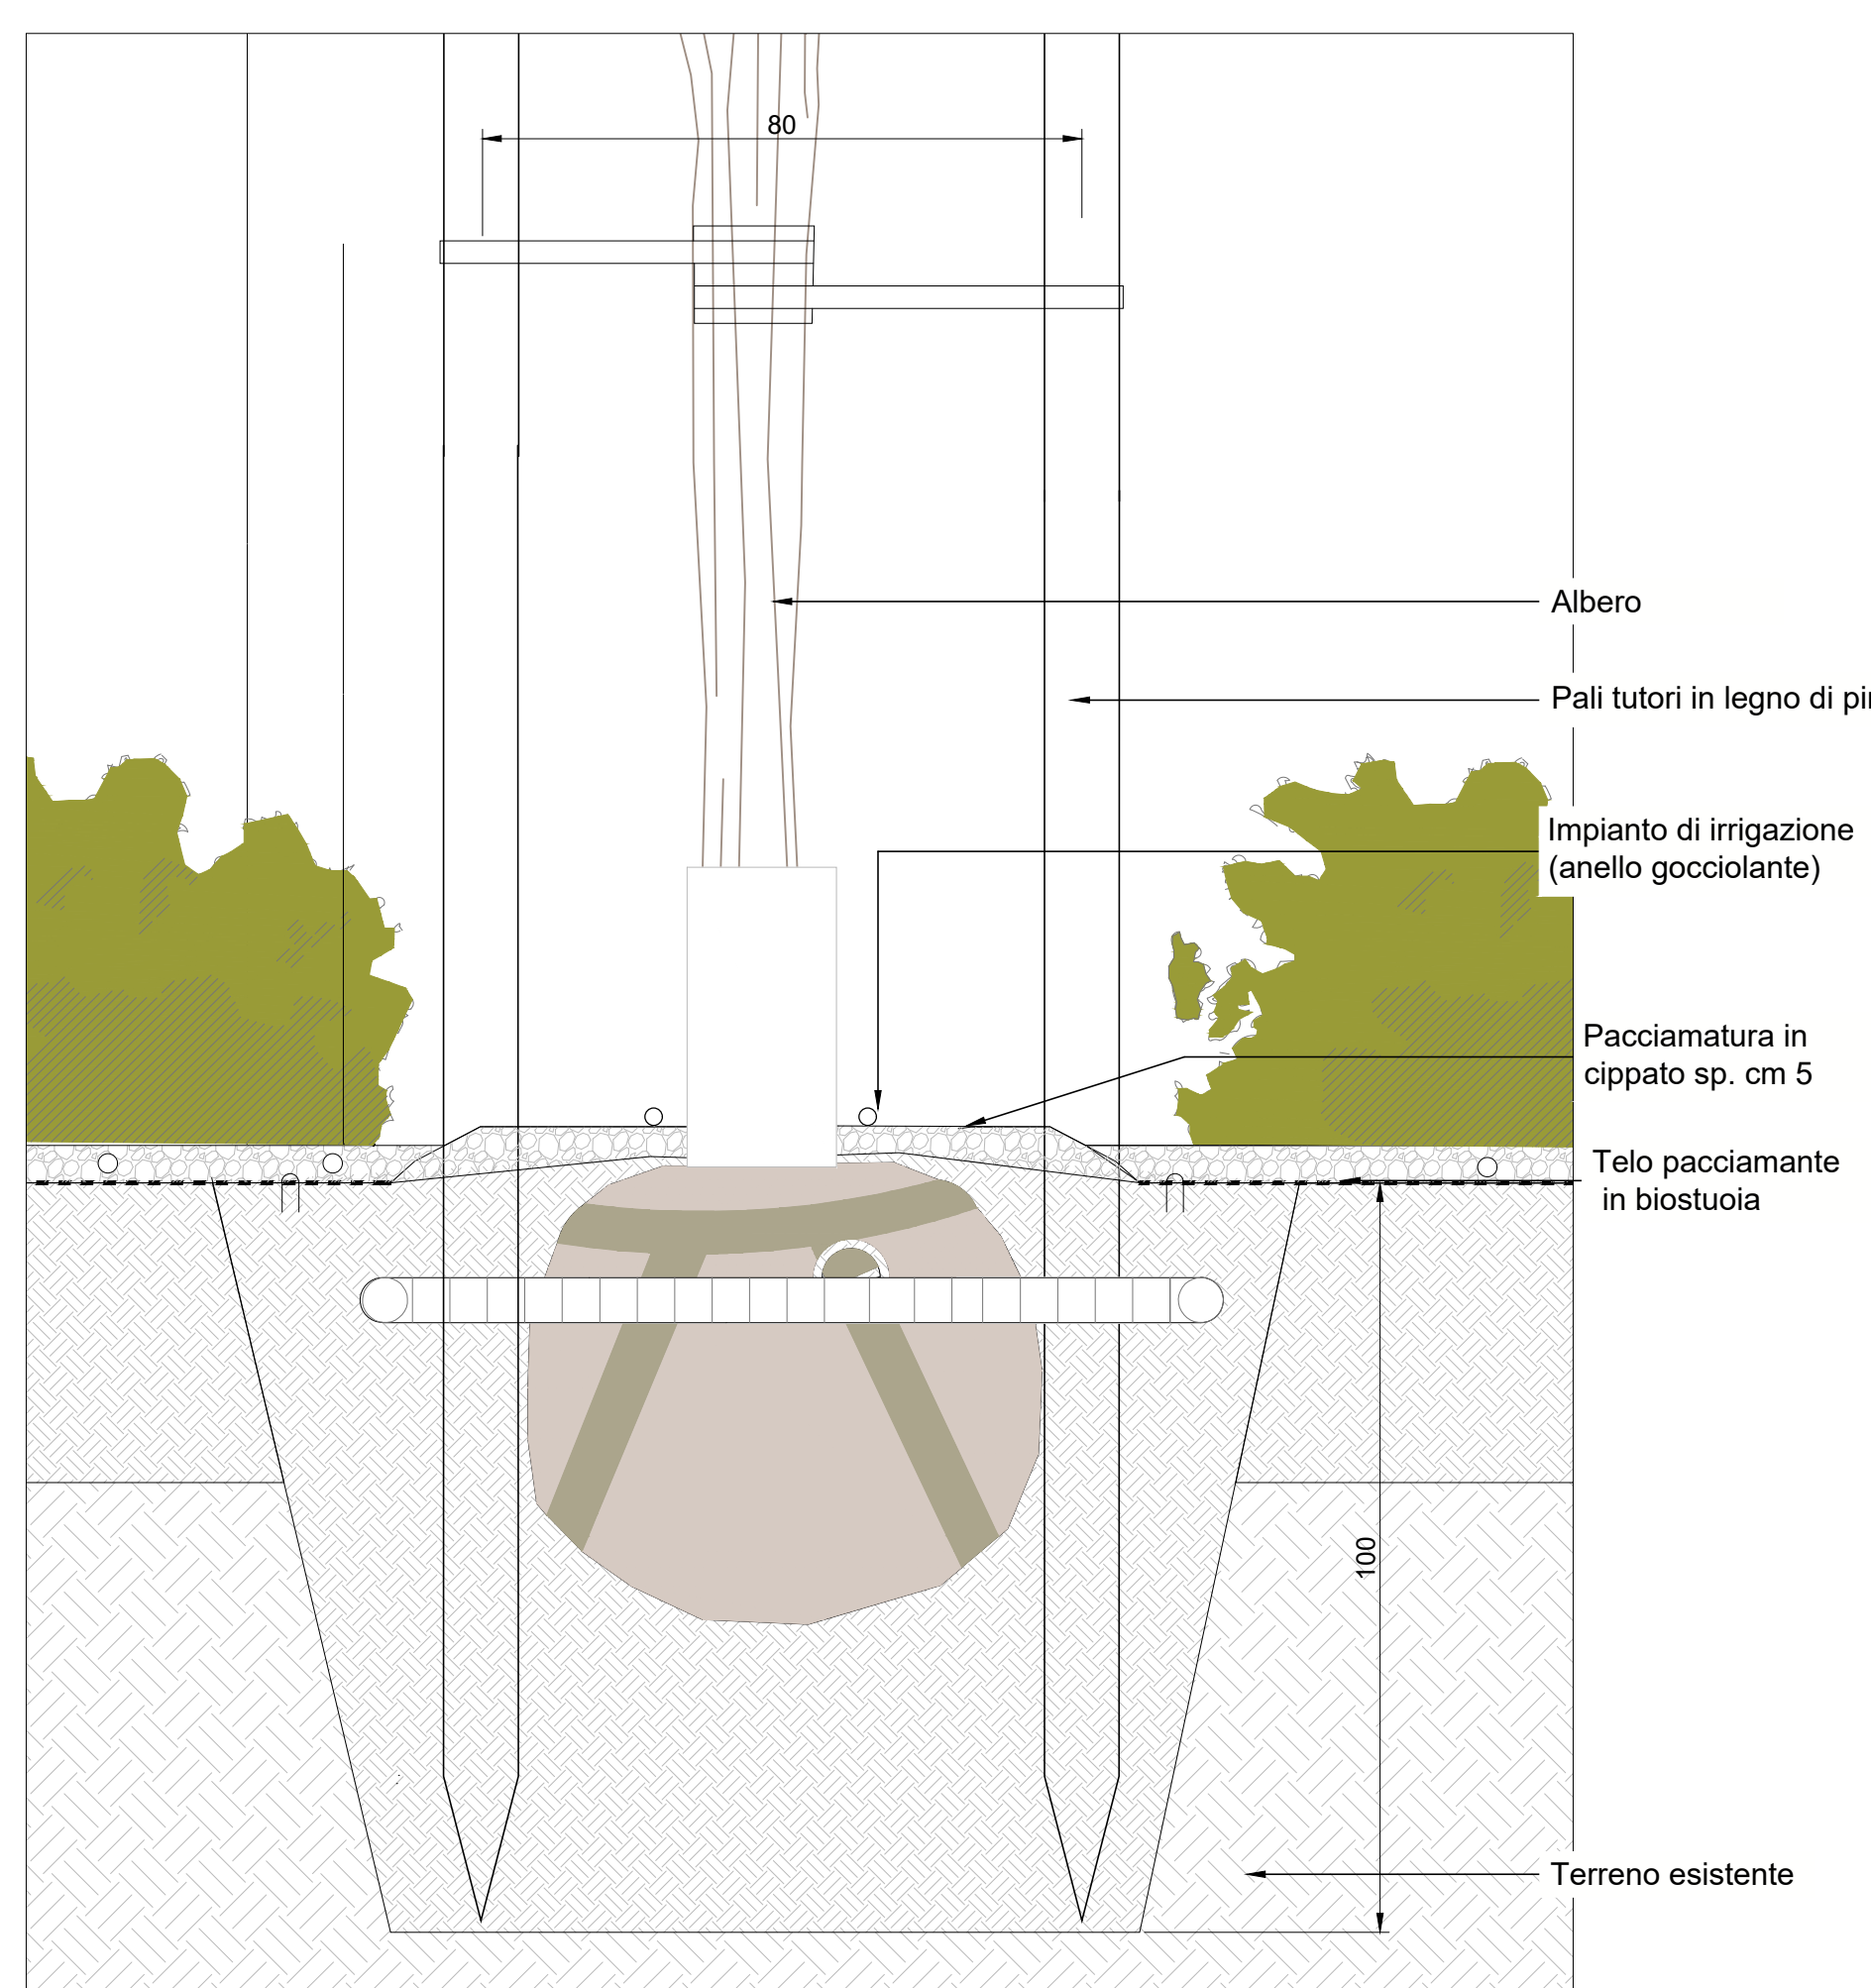 80
Albero
Pali tutori in legno di
Impianto di irrigazione
(anello gocciolante)
Pacciamatura in
cippato sp. cm 5
Telo pacciamante
in biostuoia
100
Terreno esistente